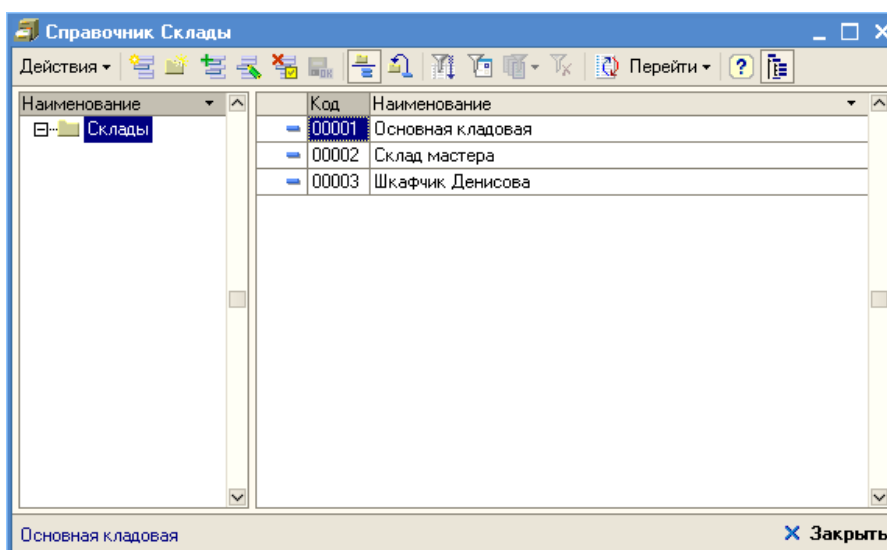 Справочник Склады
Действия Перейти ?
Наименование
Склады
Код Наименование
00001 Основная кладовая
00002 Склад мастера
00003 Шкафчик Денисова
Основная кладовая
Закрыть